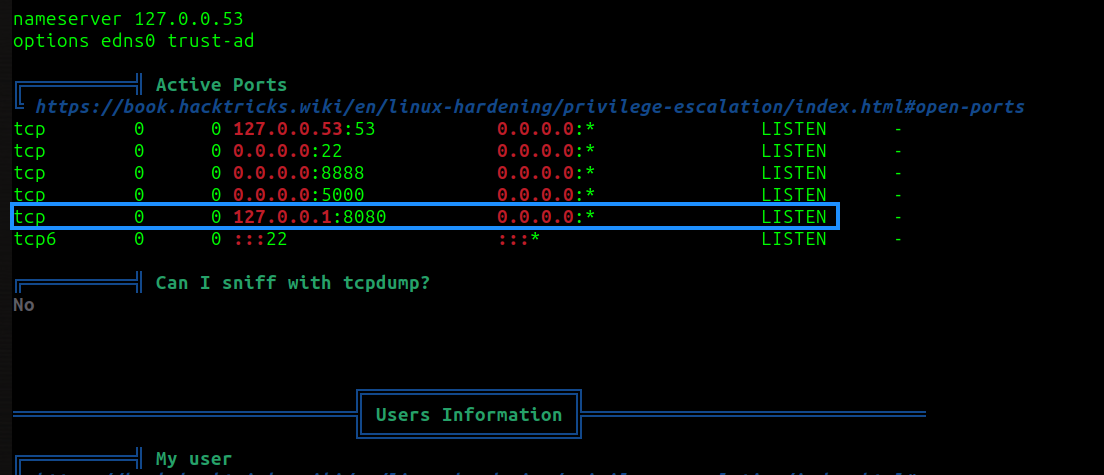 nameserver 127.0.0.53
options edns0 trust-ad
Active Ports
https://book.hacktricks.wiki/en/linux-hardening/privilege-escalation/index.html#open-ports
tcp 0 0 127.0.0.53:53 0.0.0.0:* LISTEN -
tcp 0 0 0.0.0.0:22 0.0.0.0:* LISTEN -
tcp 0 0 0.0.0.0:8888 0.0.0.0:* LISTEN -
tcp 0 0 0.0.0.0:5000 0.0.0.0:* LISTEN -
tcp 0 0 127.0.0.1:8080 0.0.0.0:* LISTEN -
tcp6 0 0 :::22 :::* LISTEN -
Can I sniff with tcpdump?
No
Users Information
My user